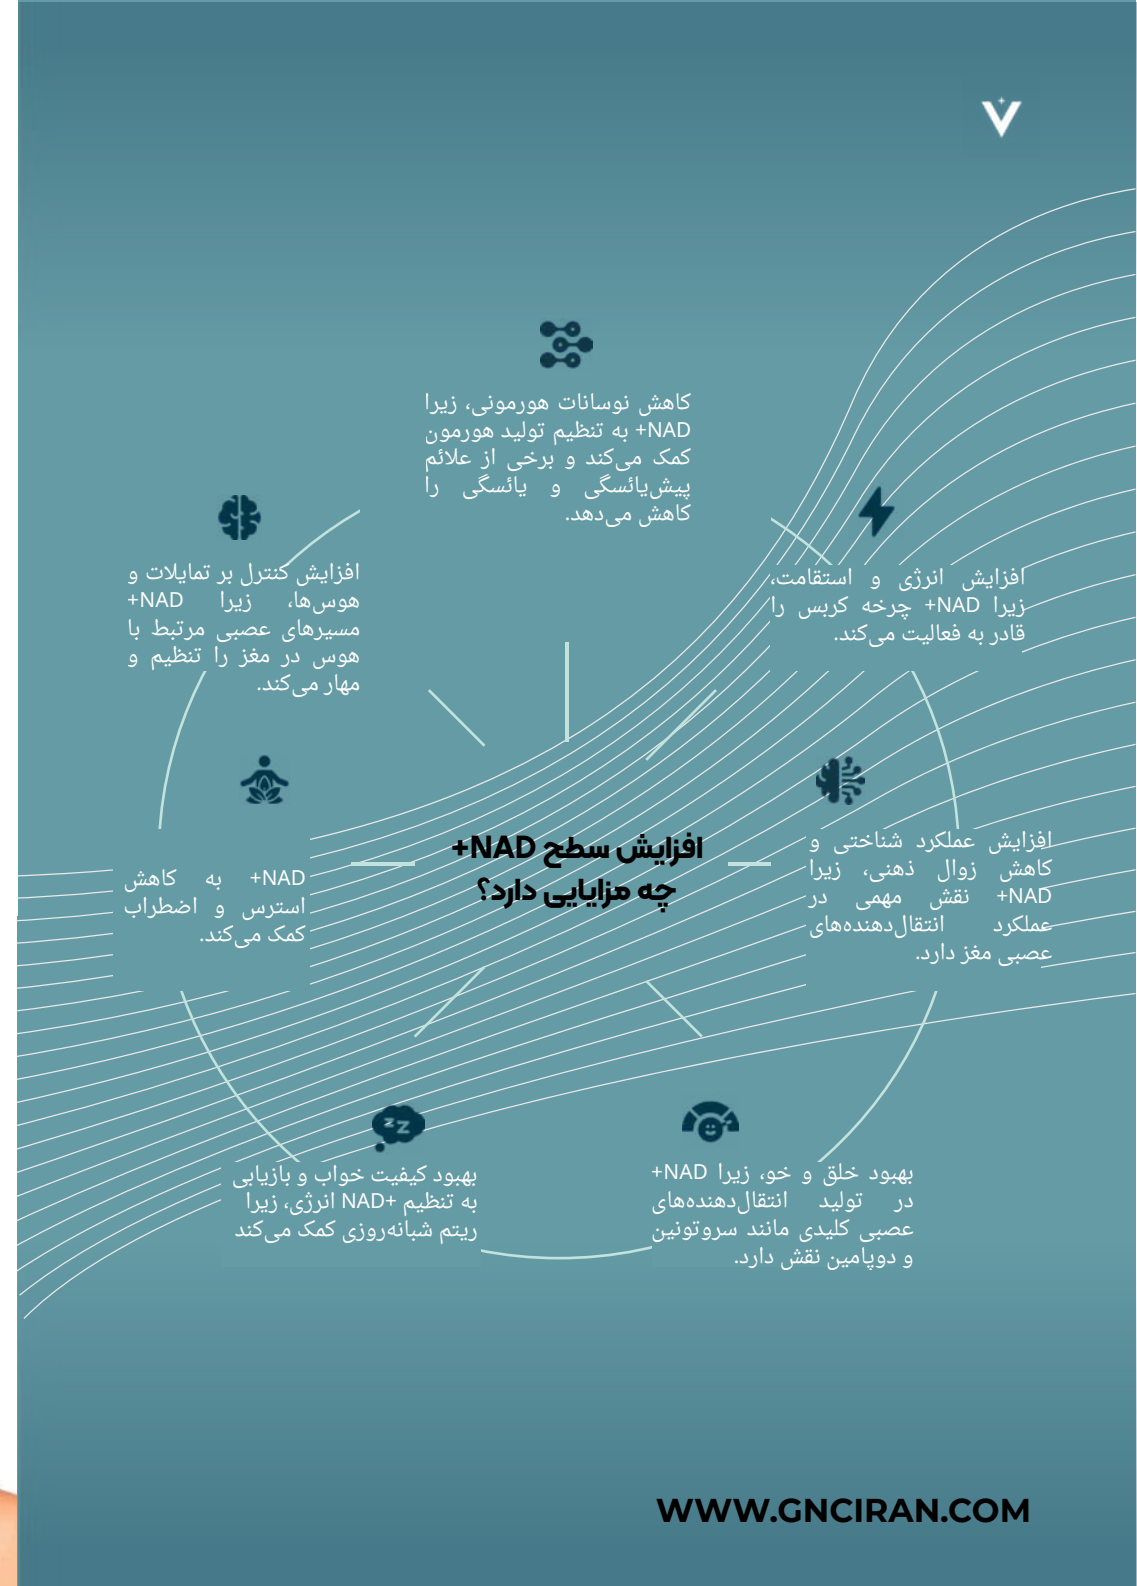 کاهش نوسانات هورمونی، زیرا
NAD+ به تنظیم تولید هورمون
کمک می‌کند و برخی از علائم
پیش‌یائسگی و یائسگی را
کاهش می‌دهد.
افزایش انرژی و استقامت،
زیرا NAD+ چرخه کربس را
قادر به فعالیت می‌کند.
افزایش کنترل بر تمایلات و
هوس‌ها، زیرا NAD+
مسیرهای عصبی مرتبط با
هوس در مغز را تنظیم و
مهار می‌کند.
افزایش سطح NAD+
چه مزایایی دارد؟
افزایش عملکرد شناختی و
کاهش زوال ذهنی، زیرا
NAD+ نقش مهمی در
عملکرد انتقال‌دهنده‌های
عصبی مغز دارد.
NAD+ به کاهش
استرس و اضطراب
کمک می‌کند.
بهبود خلق و خو، زیرا NAD+
در تولید انتقال‌دهنده‌های
عصبی کلیدی مانند سروتونین
و دوپامین نقش دارد.
بهبود کیفیت خواب و بازیابی
به تنظیم +NAD انرژی، زیرا
ریتم شبانه‌روزی کمک می‌کند
WWW.GNCIRAN.COM